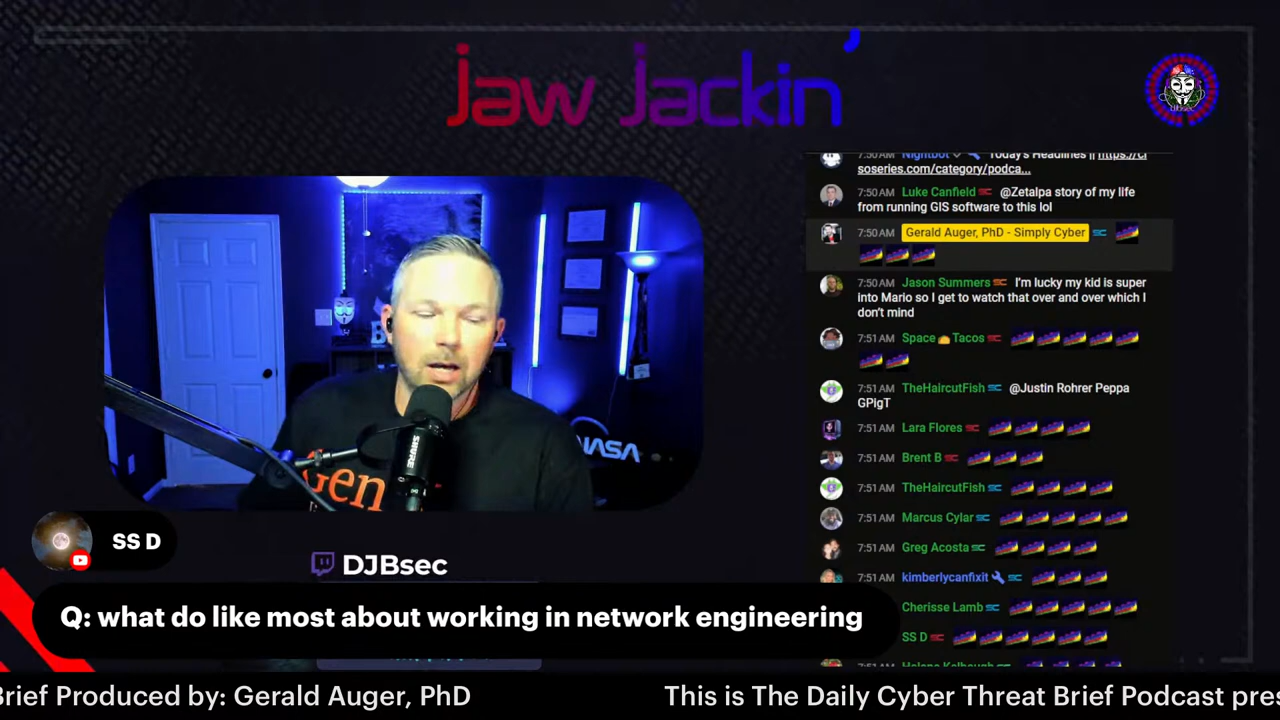 jaw Jackin'
7:50 AM Nightbot Today's Headlines || https://ci
soseries.com/category/podca...
7:50 AM Luke Canfield @Zetalpa story of my life
from running GIS software to this lol
7:50 AM Gerald Auger, PhD - Simply Cyber
7:50 AM Jason Summers I'm lucky my kid is super
into Mario so I get to watch that over and over which I
don't mind
7:51 AM Space Tacos
7:51 AM TheHaircutFish @Justin Rohrer Peppa
GPigT
7:51 AM Lara Flores
7:51 AM Brent B
7:51 AM TheHaircutFish
7:51 AM Marcus Cylar
7:51 AM Greg Acosta
7:51 AM kimberlycanfixit
Cherisse Lamb
SS D
Gen
NASA
SS D
DJBsec
Q: what do like most about working in network engineering
Brief Produced by: Gerald Auger, PhD This is The Daily Cyber Threat Brief Podcast pres